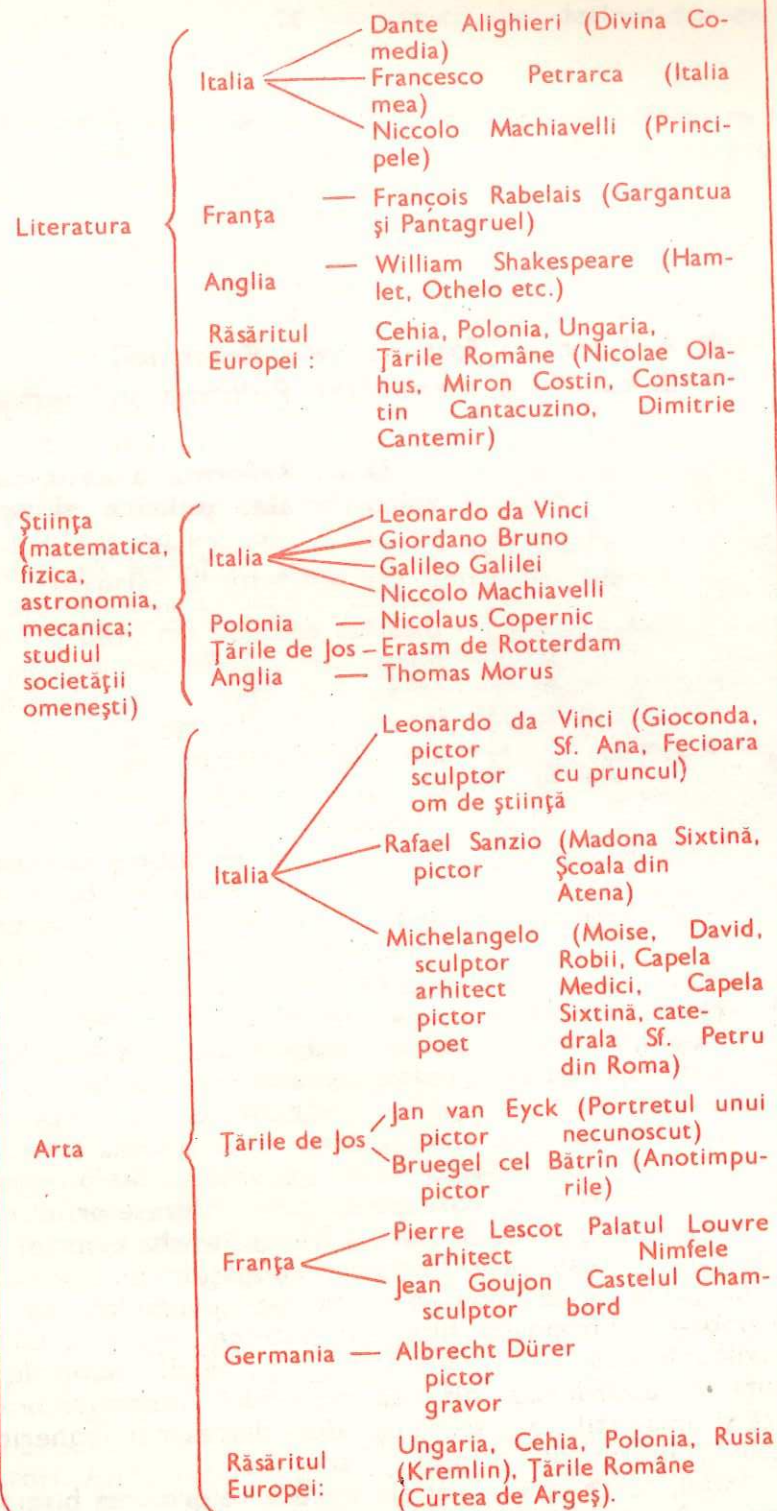 Dante Alighieri (Divina Co-
media)
Italia
Francesco Petrarca (Italia
mea)
Niccolo Machiavelli (Princi-
pele)
Literatura
Franţa — François Rabelais (Gargantua
şi Pantagruel)
Anglia — William Shakespeare (Ham-
let, Othelo etc.)
Răsăritul Cehia, Polonia, Ungaria,
Europei : Ţările Române (Nicolae Ola-
hus, Miron Costin, Constan-
tin Cantacuzino, Dimitrie
Cantemir)
Ştiinţa
(matematica,
fizica,
astronomia,
mecanica;
studiul
societăţii
omeneşti)
Italia
Leonardo da Vinci
Giordano Bruno
Galileo Galilei
Niccolo Machiavelli
Polonia — Nicolaus Copernic
Ţările de Jos – Erasm de Rotterdam
Anglia — Thomas Morus
Arta
Italia
Leonardo da Vinci (Gioconda,
pictor Sf. Ana, Fecioara
sculptor cu pruncul)
om de ştiinţă
Rafael Sanzio (Madona Sixtină,
pictor Şcoala din
Atena)
Michelangelo (Moise, David,
sculptor Robii, Capela
arhitect Medici, Capela
pictor Sixtină, cate-
poet drala Sf. Petru
din Roma)
Ţările de Jos
Jan van Eyck (Portretul unui
pictor necunoscut)
Bruegel cel Bătrîn (Anotimpu-
pictor rile)
Franţa
Pierre Lescot Palatul Louvre
arhitect Nimfele
Jean Goujon Castelul Cham-
sculptor bord
Germania — Albrecht Dürer
pictor
gravor
Răsăritul Ungaria, Cehia, Polonia, Rusia
Europei: (Kremlin), Ţările Române
(Curtea de Argeş).